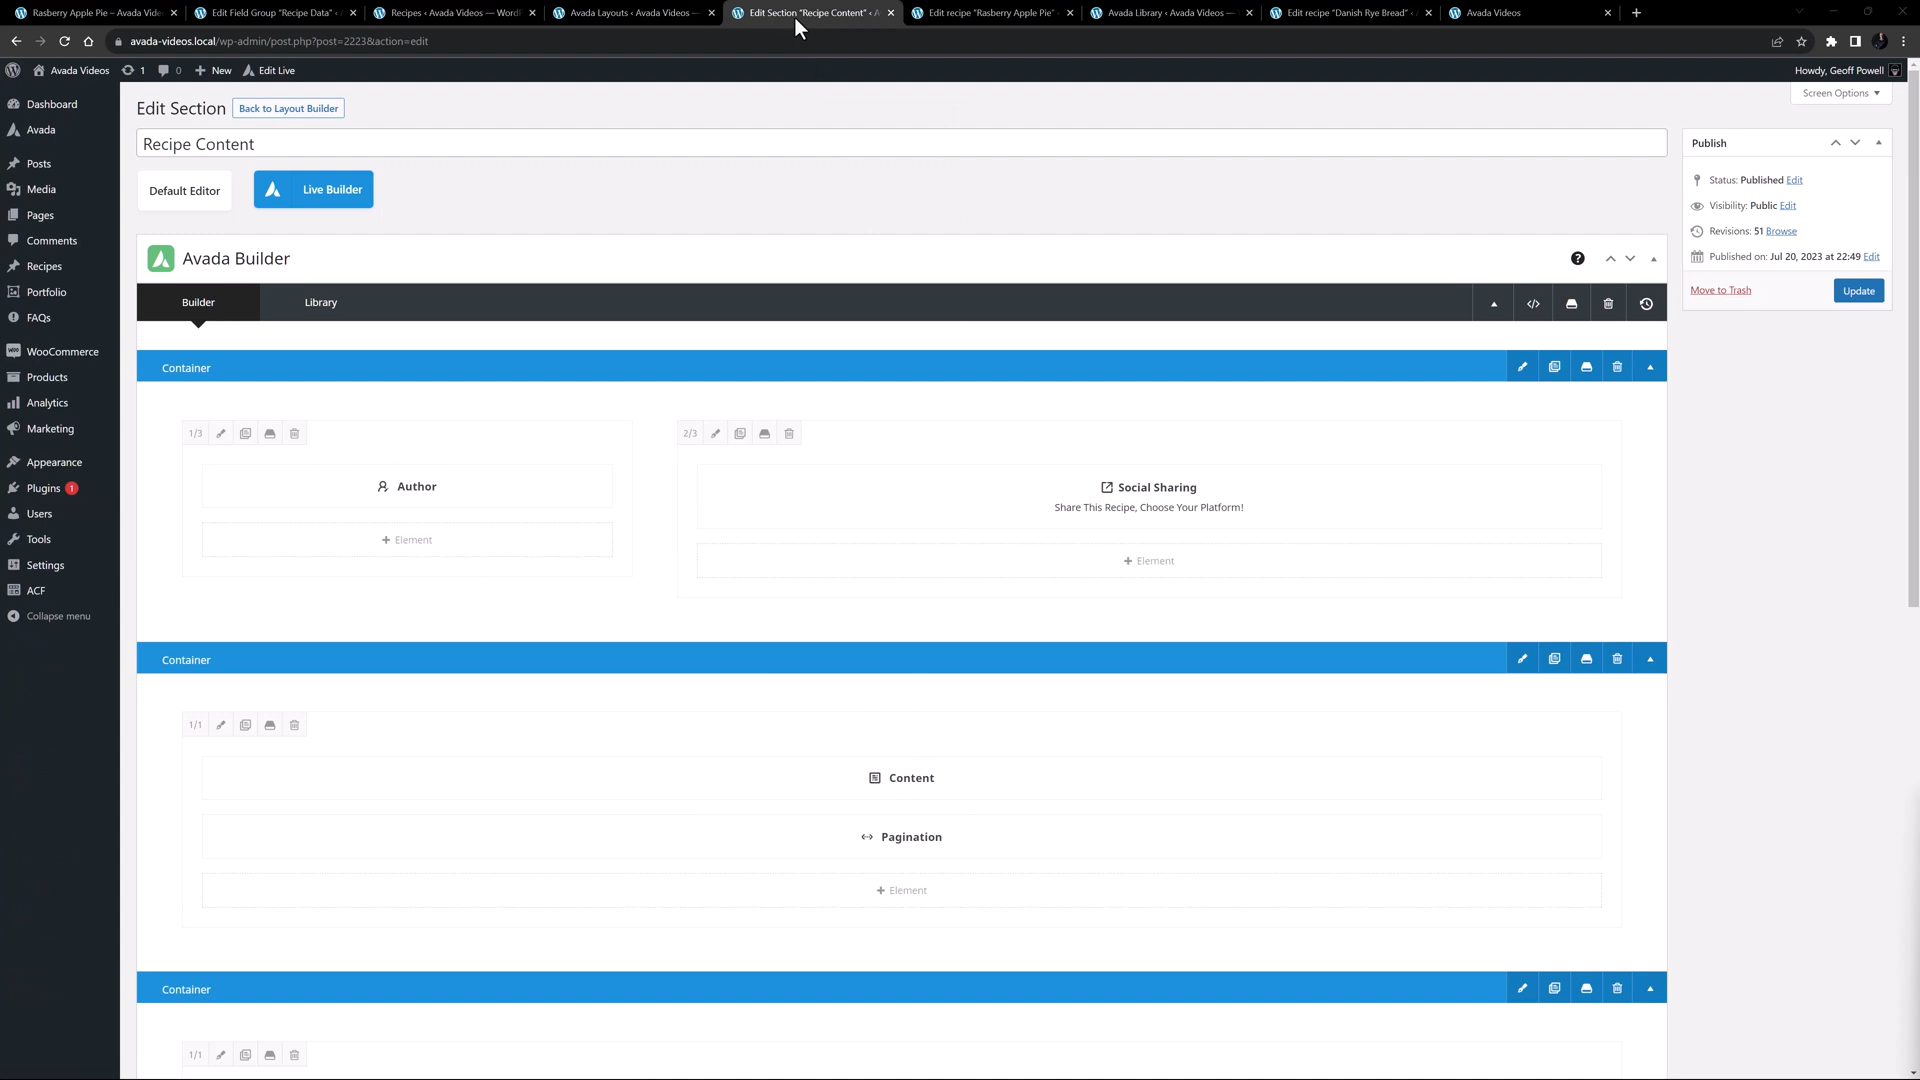 Rasberry Apple Pie – Avada Vide
Edit Field Group "Recipe Data" ‹
Recipes ‹ Avada Videos — Word
Avada Layouts ‹ Avada Videos —
Edit Section "Recipe Content" ‹ A
Edit recipe "Rasberry Apple Pie" ‹
Avada Library ‹ Avada Videos —
Edit recipe "Danish Rye Bread" ‹
Avada Videos
avada-videos.local/wp-admin/post.php?post=2223&action=edit
Avada Videos
1
0
New
Edit Live
Howdy, Geoff Powell
Screen Options
Dashboard
Avada
Posts
Media
Pages
Comments
Recipes
Portfolio
FAQs
WooCommerce
Products
Analytics
Marketing
Appearance
Plugins 1
Users
Tools
Settings
ACF
Collapse menu
Edit Section
Back to Layout Builder
Recipe Content
Default Editor
Live Builder
Avada Builder
Builder
Library
Container
1/3
Author
+ Element
2/3
Social Sharing
Share This Recipe, Choose Your Platform!
+ Element
Container
1/1
Content
Pagination
+ Element
Container
1/1
Publish
Status: Published Edit
Visibility: Public Edit
Revisions: 51 Browse
Published on: Jul 20, 2023 at 22:49 Edit
Move to Trash
Update